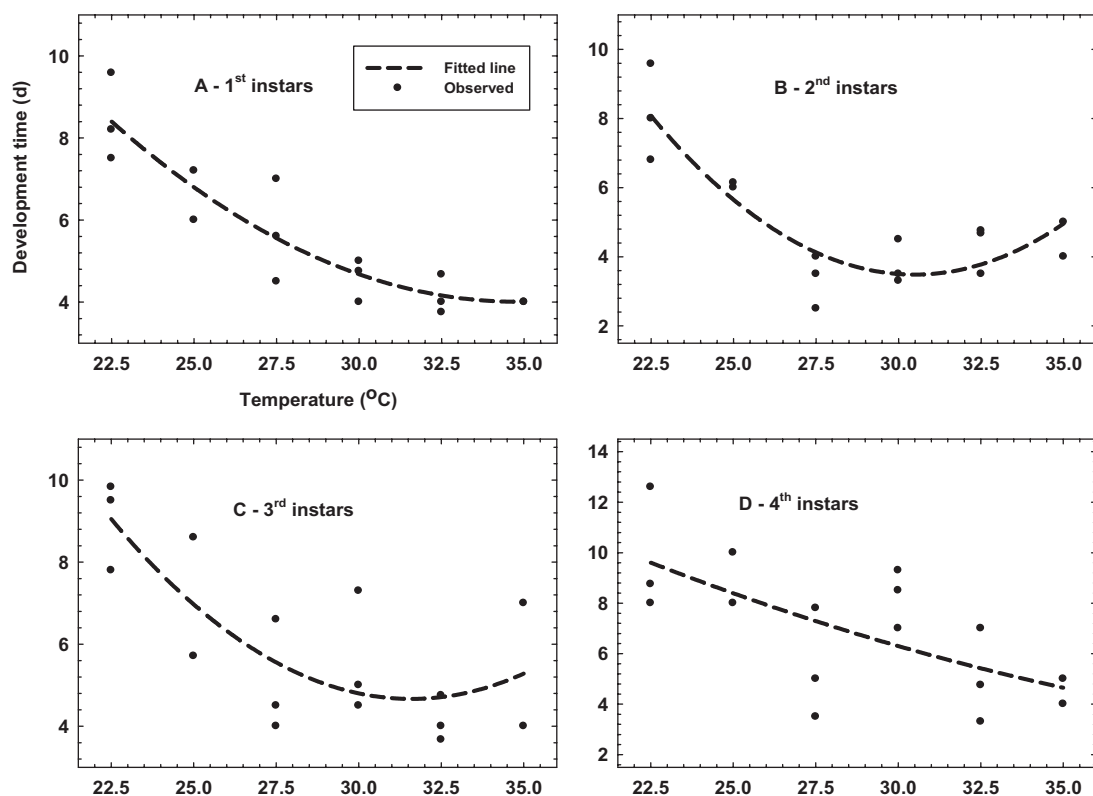 A - 1st instars
Fitted line
Observed
Development time (d)
10
8
6
4
22.5 25.0 27.5 30.0 32.5 35.0
Temperature (oC)
B - 2nd instars
10
8
6
4
2
22.5 25.0 27.5 30.0 32.5 35.0
C - 3rd instars
10
8
6
4
22.5 25.0 27.5 30.0 32.5 35.0
D - 4th instars
14
12
10
8
6
4
2
22.5 25.0 27.5 30.0 32.5 35.0